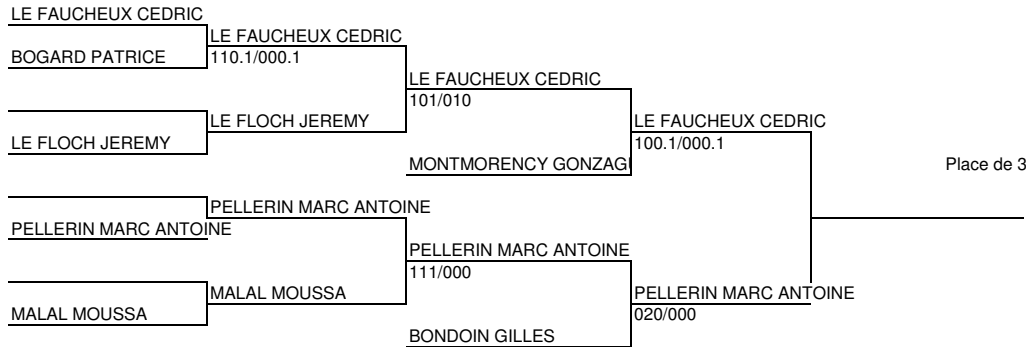 LE FAUCHEUX CEDRIC
LE FAUCHEUX CEDRIC
BOGARD PATRICE
110.1/000.1
LE FAUCHEUX CEDRIC
101/010
LE FLOCH JEREMY
LE FAUCHEUX CEDRIC
LE FLOCH JEREMY
100.1/000.1
MONTMORENCY GONZAG
Place de 3
PELLERIN MARC ANTOINE
PELLERIN MARC ANTOINE
PELLERIN MARC ANTOINE
111/000
MALAL MOUSSA
PELLERIN MARC ANTOINE
MALAL MOUSSA
020/000
BONDOIN GILLES